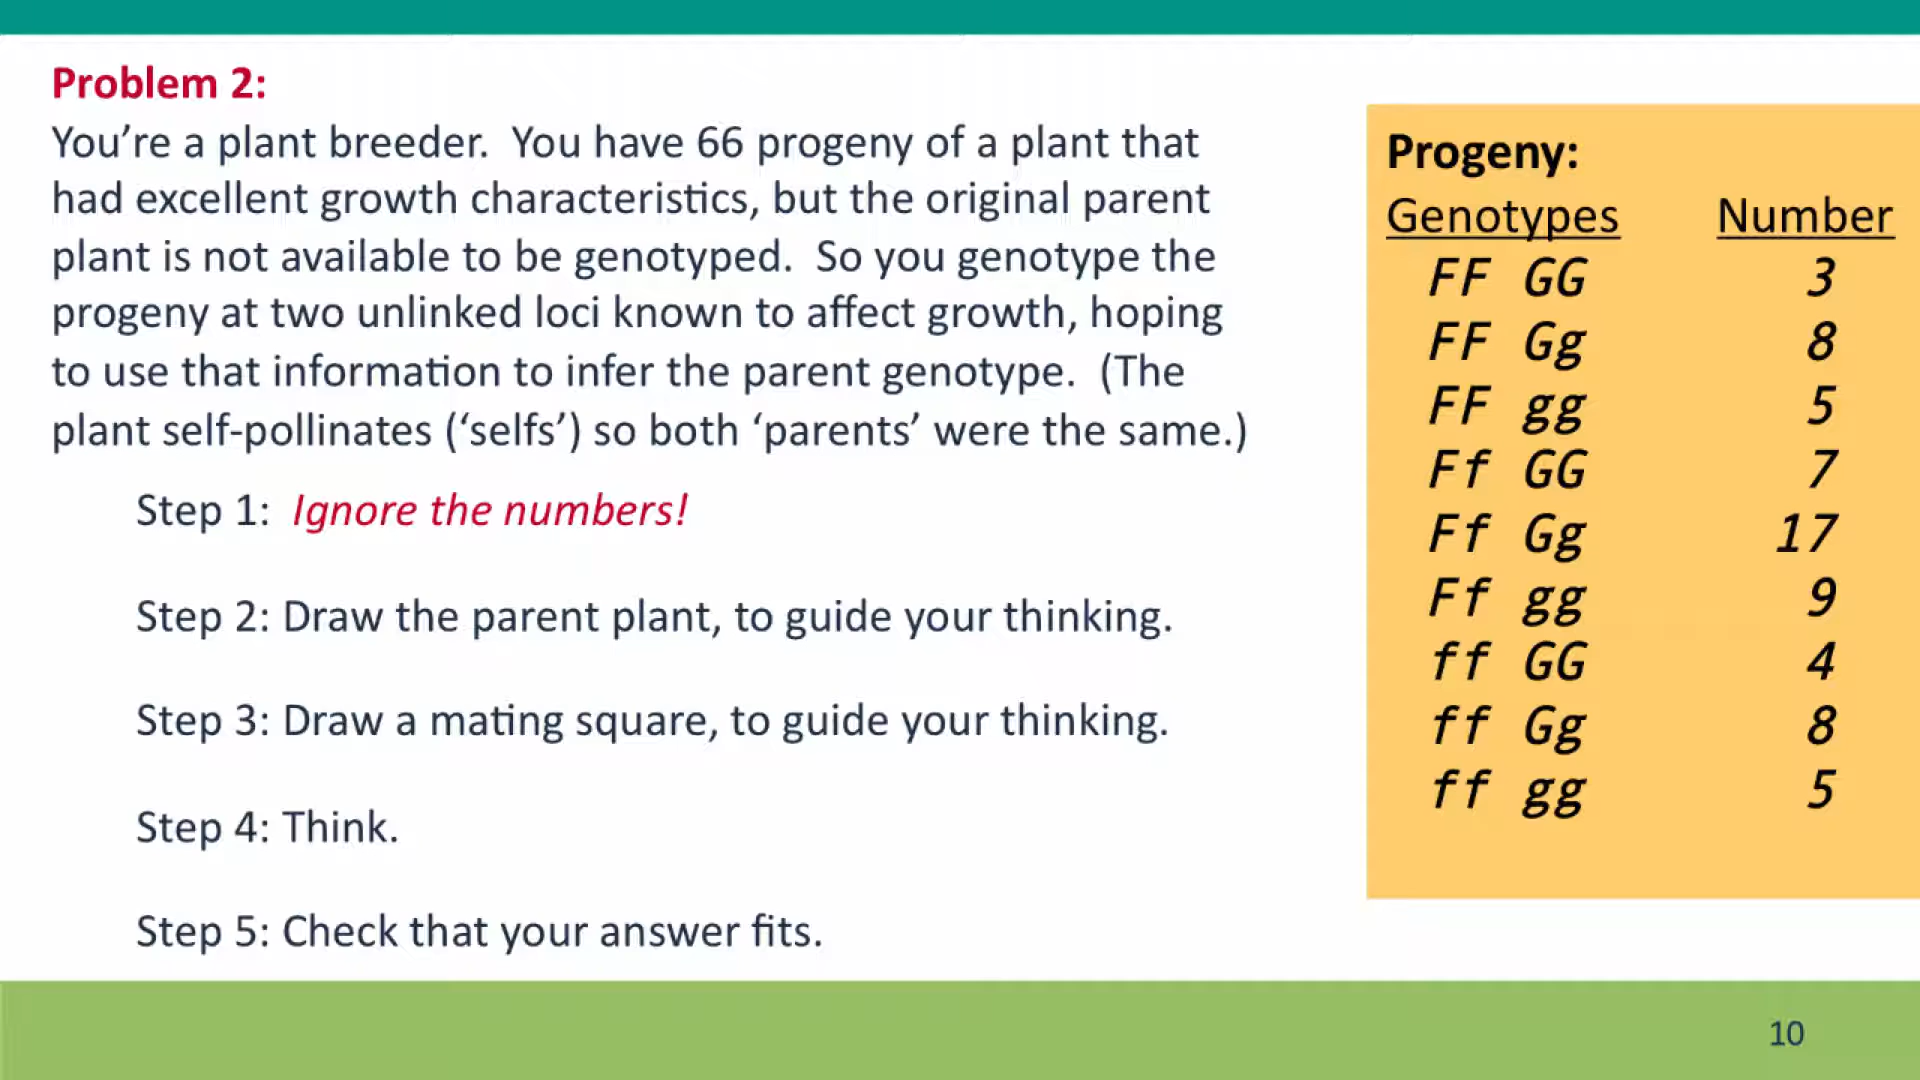 Problem 2:
You’re a plant breeder.  You have 66 progeny of a plant that
had excellent growth characteristics, but the original parent
plant is not available to be genotyped.  So you genotype the
progeny at two unlinked loci known to affect growth, hoping
to use that information to infer the parent genotype.  (The
plant self-pollinates (‘selfs’) so both ‘parents’ were the same.)
Step 1:  Ignore the numbers!
Step 2: Draw the parent plant, to guide your thinking.
Step 3: Draw a mating square, to guide your thinking.
Step 4: Think.
Step 5: Check that your answer fits.
Progeny:
Genotypes Number
FF GG 3
FF Gg 8
FF gg 5
Ff GG 7
Ff Gg 17
Ff gg 9
ff GG 4
ff Gg 8
ff gg 5
10